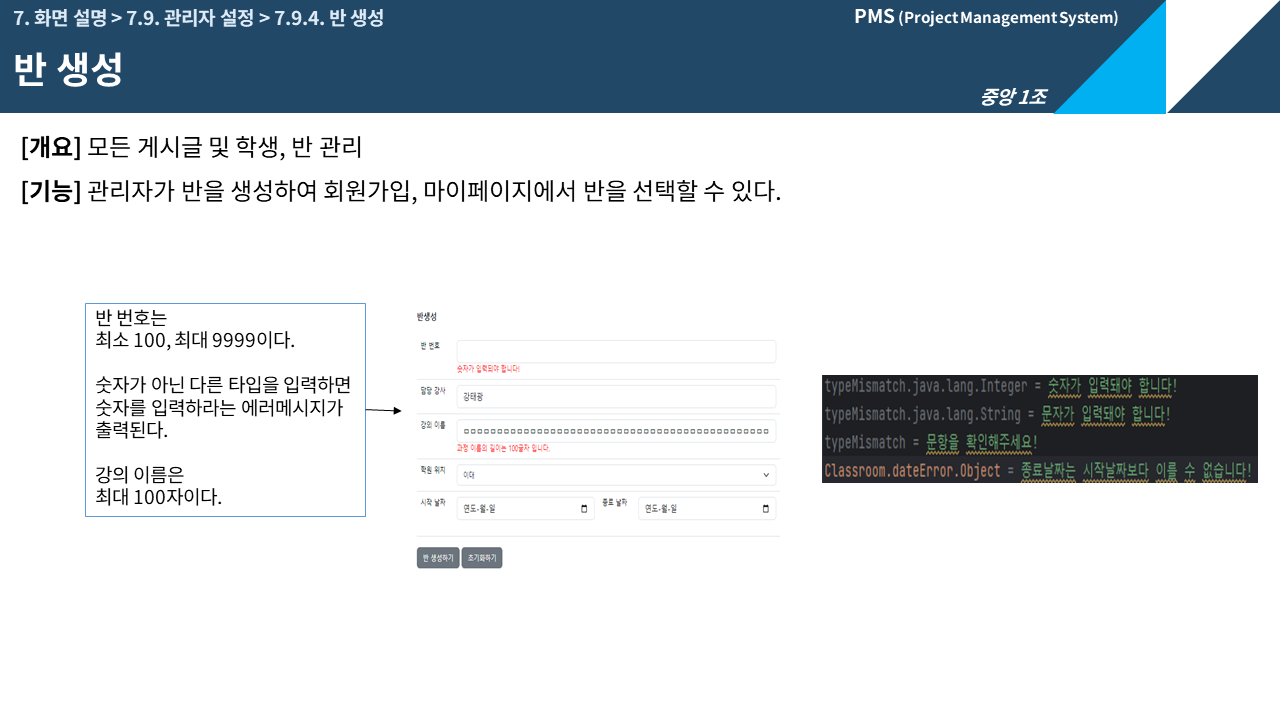 7. 화면 설명 > 7.9. 관리자 설정 > 7.9.4. 반 생성
PMS (Project Management System)
반 생성
중앙 1조
[개요] 모든 게시글 및 학생, 반 관리
[기능] 관리자가 반을 생성하여 회원가입, 마이페이지에서 반을 선택할 수 있다.
반 번호는
최소 100, 최대 9999이다.
숫자가 아닌 다른 타입을 입력하면
숫자를 입력하라는 에러메시지가
출력된다.
강의 이름은
최대 100자이다.
반생성
반 번호
숫자가 입력되야 합니다!
담당 강사
강태광
강의 이름
과정 이름의 길이는 100글자 입니다.
학원 위치
이대
시작 날짜
연도-월-일
종료 날짜
연도-월-일
반 생성하기
초기화하기
typeMismatch.java.lang.Integer = 숫자가 입력돼야 합니다!
typeMismatch.java.lang.String = 문자가 입력돼야 합니다!
typeMismatch = 문항을 확인해주세요!
Classroom.dateError.Object = 종료날짜는 시작날짜보다 이를 수 없습니다!